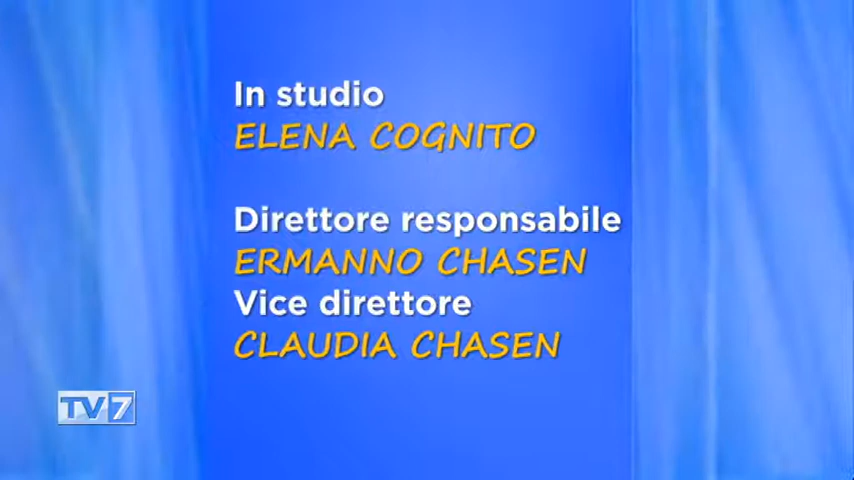 In studio
ELENA COGNITO
Direttore responsabile
ERMANNO CHASEN
Vice direttore
CLAUDIA CHASEN
TV7